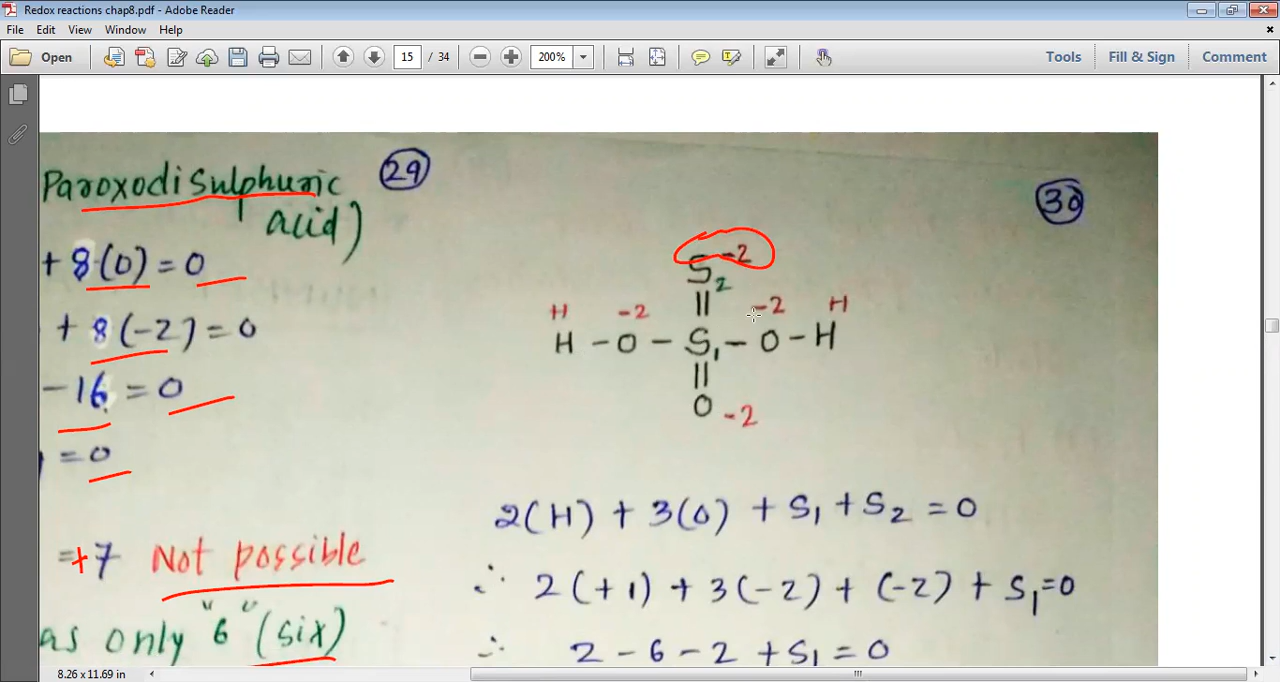 Redox reactions chap8.pdf - Adobe Reader
File Edit View Window Help
Open 15 / 34 200% Tools Fill & Sign Comment
Paroxodi Sulphuric
acid)
29
+ 8(0) = 0
+ 8(-2) = 0
-16 = 0
= 0
= +7 Not possible
as only "6" (six)
30
S2 -2
||
H -2 -2 H
H - O - S1 - O - H
||
O -2
2(H) + 3(O) + S1 + S2 = 0
∴ 2(+1) + 3(-2) + (-2) + S1 = 0
∴ 2 - 6 - 2 + S1 = 0
8.26 x 11.69 in